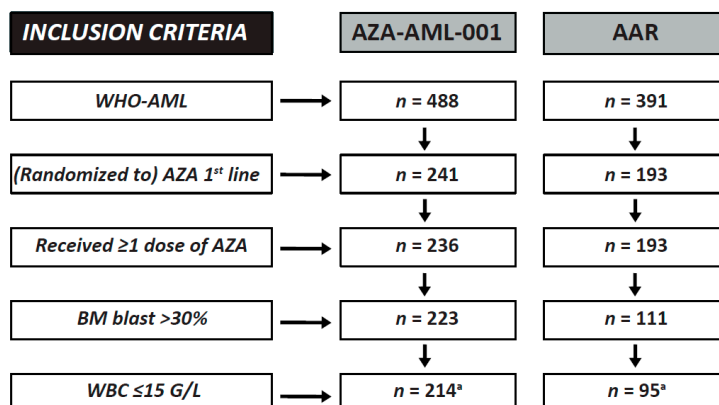 INCLUSION CRITERIA AZA-AML-001 AAR
WHO-AML n = 488 n = 391
(Randomized to) AZA 1st line n = 241 n = 193
Received ≥1 dose of AZA n = 236 n = 193
BM blast >30% n = 223 n = 111
WBC ≤15 G/L n = 214a n = 95a